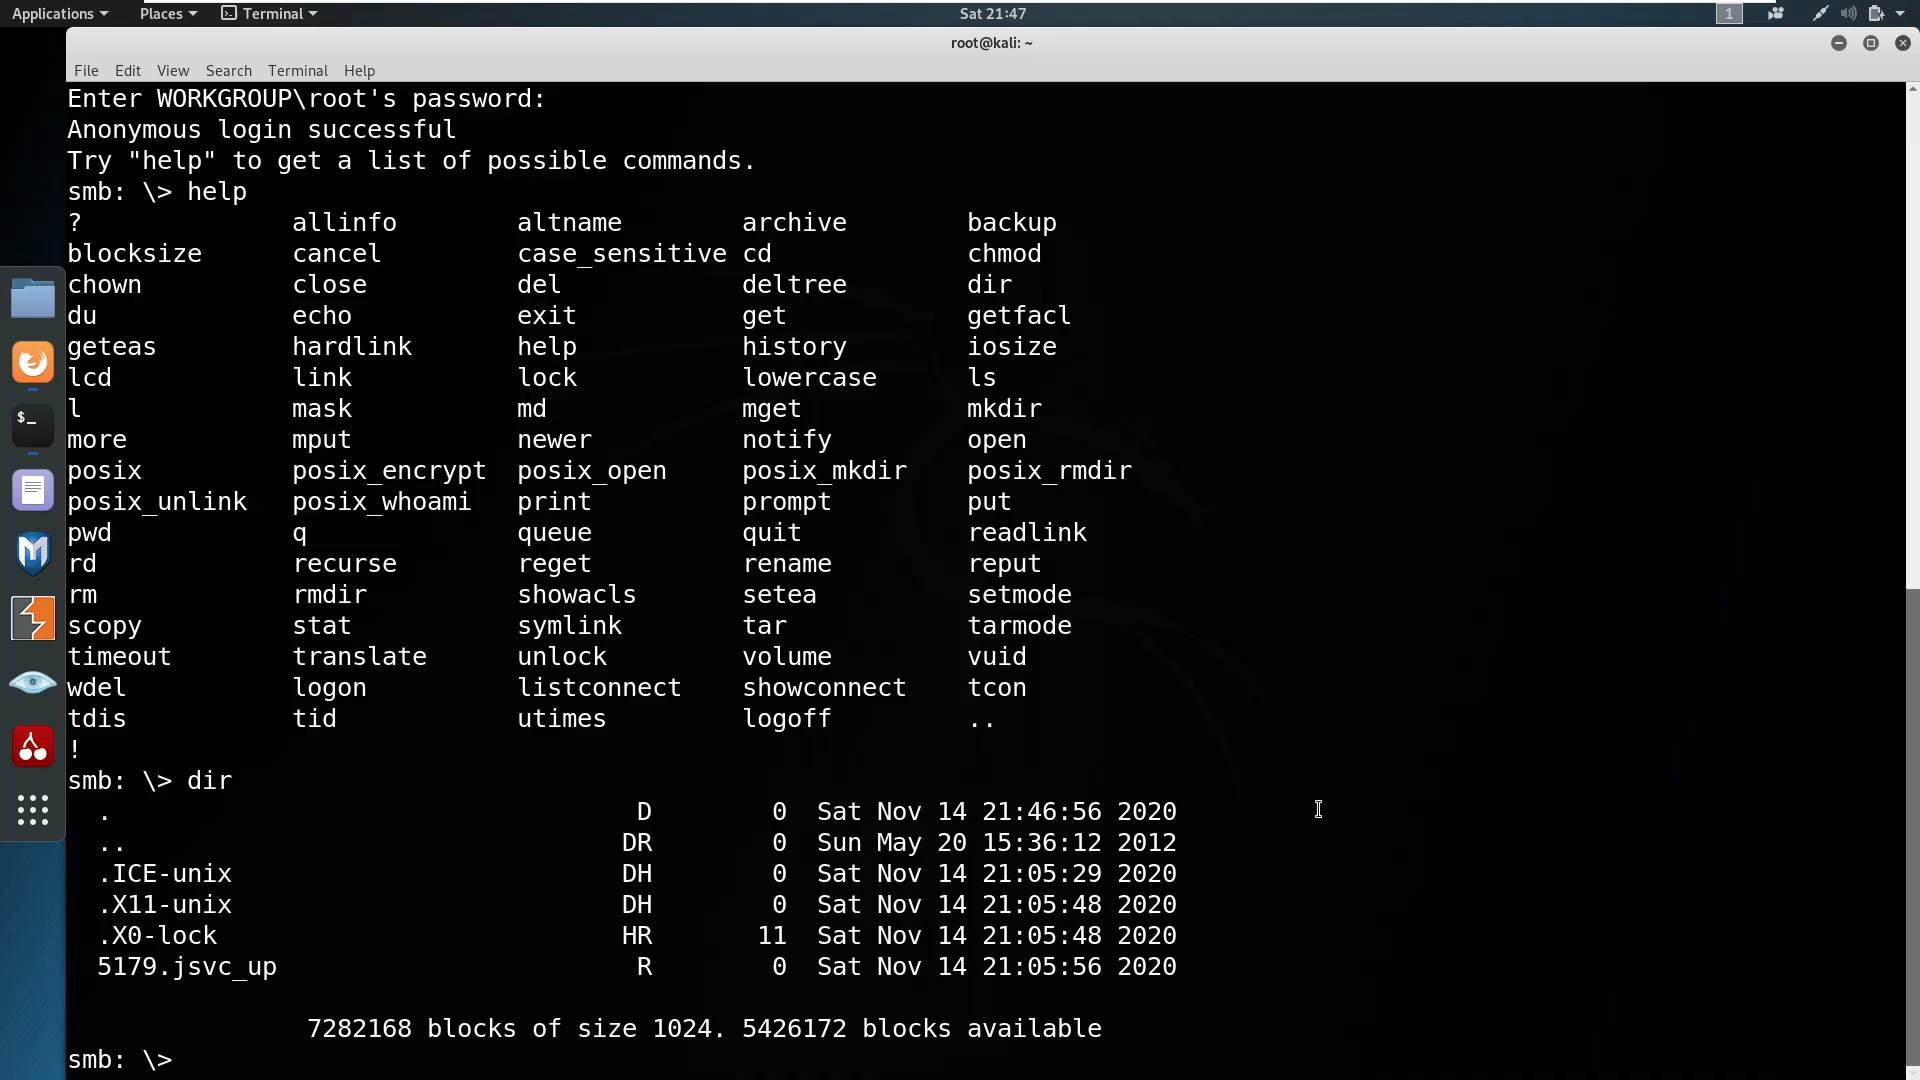 Applications Places Terminal Sat 21:47 1
root@kali: ~
File Edit View Search Terminal Help
Enter WORKGROUP\root's password:
Anonymous login successful
Try "help" to get a list of possible commands.
smb: \> help
? allinfo altname archive backup
blocksize cancel case_sensitive cd chmod
chown close del deltree dir
du echo exit get getfacl
geteas hardlink help history iosize
lcd link lock lowercase ls
l mask md mget mkdir
more mput newer notify open
posix posix_encrypt posix_open posix_mkdir posix_rmdir
posix_unlink posix_whoami print prompt put
pwd q queue quit readlink
rd recurse reget rename reput
rm rmdir showacls setea setmode
scopy stat symlink tar tarmode
timeout translate unlock volume vuid
wdel logon listconnect showconnect tcon
tdis tid utimes logoff ..
!
smb: \> dir
. D 0 Sat Nov 14 21:46:56 2020
.. DR 0 Sun May 20 15:36:12 2012
.ICE-unix DH 0 Sat Nov 14 21:05:29 2020
.X11-unix DH 0 Sat Nov 14 21:05:48 2020
.X0-lock HR 11 Sat Nov 14 21:05:48 2020
5179.jsvc_up R 0 Sat Nov 14 21:05:56 2020
7282168 blocks of size 1024. 5426172 blocks available
smb: \>